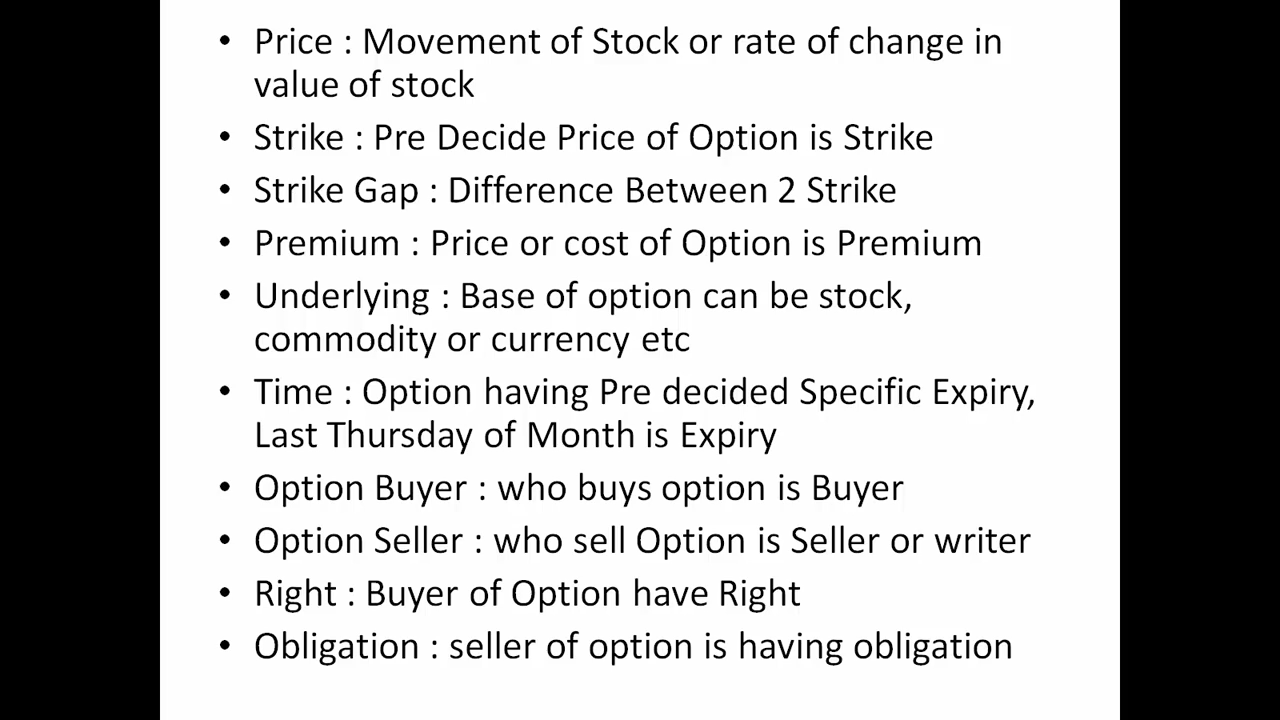 • Price : Movement of Stock or rate of change in
value of stock
• Strike : Pre Decide Price of Option is Strike
• Strike Gap : Difference Between 2 Strike
• Premium : Price or cost of Option is Premium
• Underlying : Base of option can be stock,
commodity or currency etc
• Time : Option having Pre decided Specific Expiry,
Last Thursday of Month is Expiry
• Option Buyer : who buys option is Buyer
• Option Seller : who sell Option is Seller or writer
• Right : Buyer of Option have Right
• Obligation : seller of option is having obligation